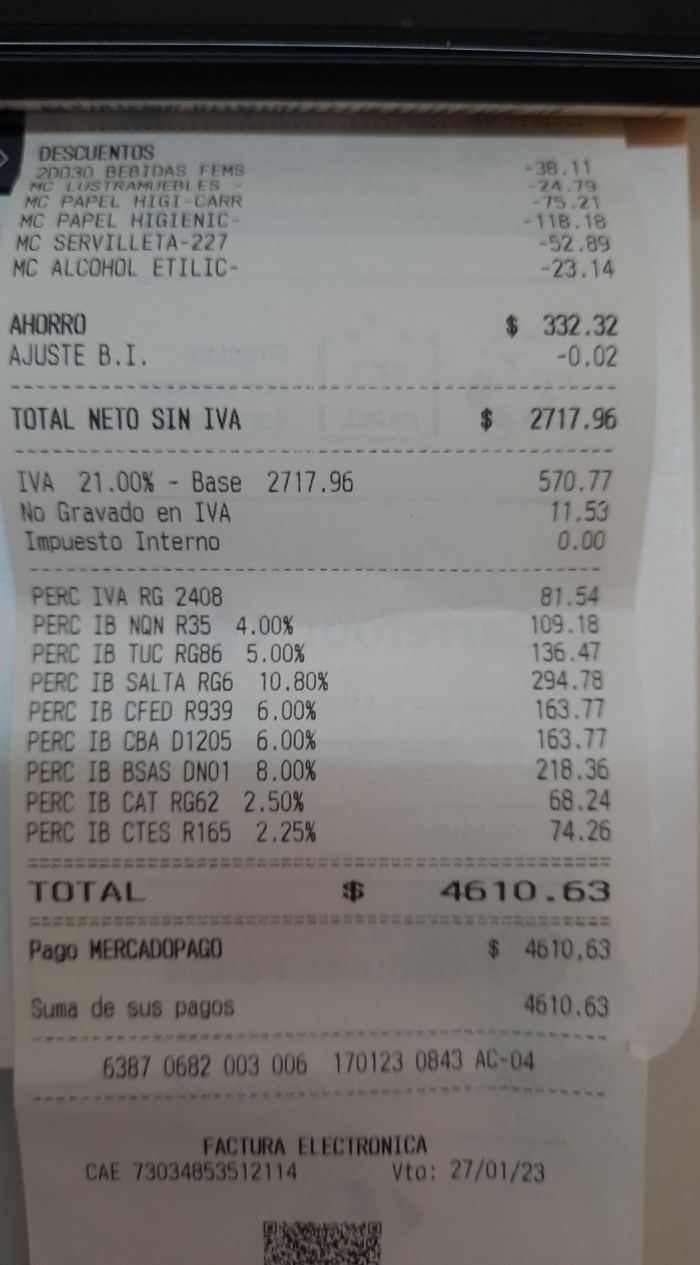 DESCUENTOS
20030 BEBIDAS FEMS -38.11
MC LUSTRAMUEBLES - -24.79
MC PAPEL HIGI-CARR -75.21
MC PAPEL HIGIENIC- -118.18
MC SERVILLETA-227 -52.89
MC ALCOHOL ETILIC- -23.14
AHORRO $ 332.32
AJUSTE B.I. -0.02
TOTAL NETO SIN IVA $ 2717.96
IVA 21.00% - Base 2717.96 570.77
No Gravado en IVA 11.53
Impuesto Interno 0.00
PERC IVA RG 2408 81.54
PERC IB NQN R35 4.00% 109.18
PERC IB TUC RG86 5.00% 136.47
PERC IB SALTA RG6 10.80% 294.78
PERC IB CFED R939 6.00% 163.77
PERC IB CBA D1205 6.00% 163.77
PERC IB BSAS DN01 8.00% 218.36
PERC IB CAT RG62 2.50% 68.24
PERC IB CTES R165 2.25% 74.26
TOTAL $ 4610.63
Pago MERCADOPAGO $ 4610,63
Suma de sus pagos 4610.63
6387 0682 003 006 170123 0843 AC-04
FACTURA ELECTRONICA
CAE 73034853512114 Vto: 27/01/23